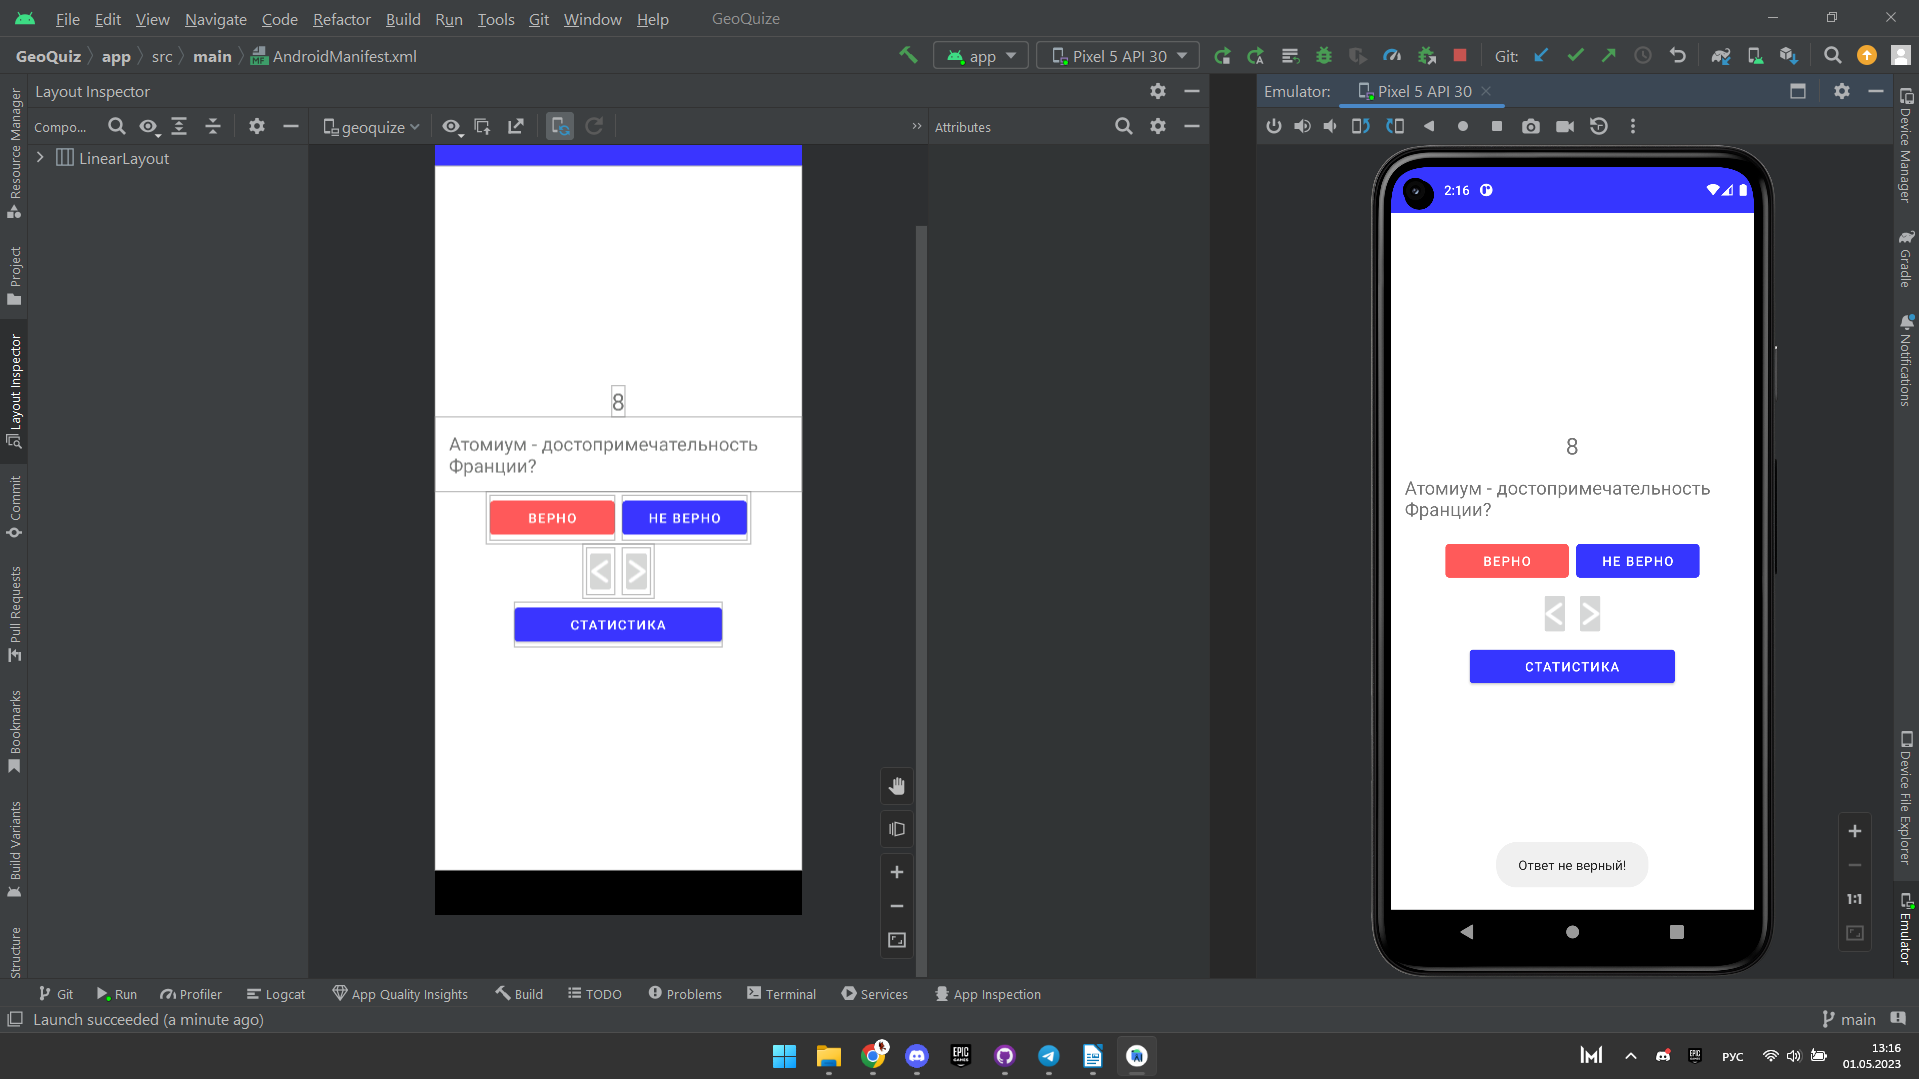 File Edit View Navigate Code Refactor Build Run Tools Git Window Help GeoQuize
GeoQuiz app src main MF AndroidManifest.xml app Pixel 5 API 30 Git:
Layout Inspector
Emulator: Pixel 5 API 30
Compo... geoquize Attributes
LinearLayout
Resource Manager
Project
Layout Inspector
Commit
Pull Requests
Bookmarks
Build Variants
Structure
8
Атомиум - достопримечательность
Франции?
ВЕРНО НЕ ВЕРНО
СТАТИСТИКА
2:16
8
Атомиум - достопримечательность
Франции?
ВЕРНО НЕ ВЕРНО
СТАТИСТИКА
Ответ не верный!
1:1
Device Manager
Gradle
Notifications
Device File Explorer
Emulator
Git Run Profiler Logcat App Quality Insights Build TODO Problems Terminal Services App Inspection
Launch succeeded (a minute ago) main
EPIC GAMES
EPIC РУС 13:16
01.05.2023